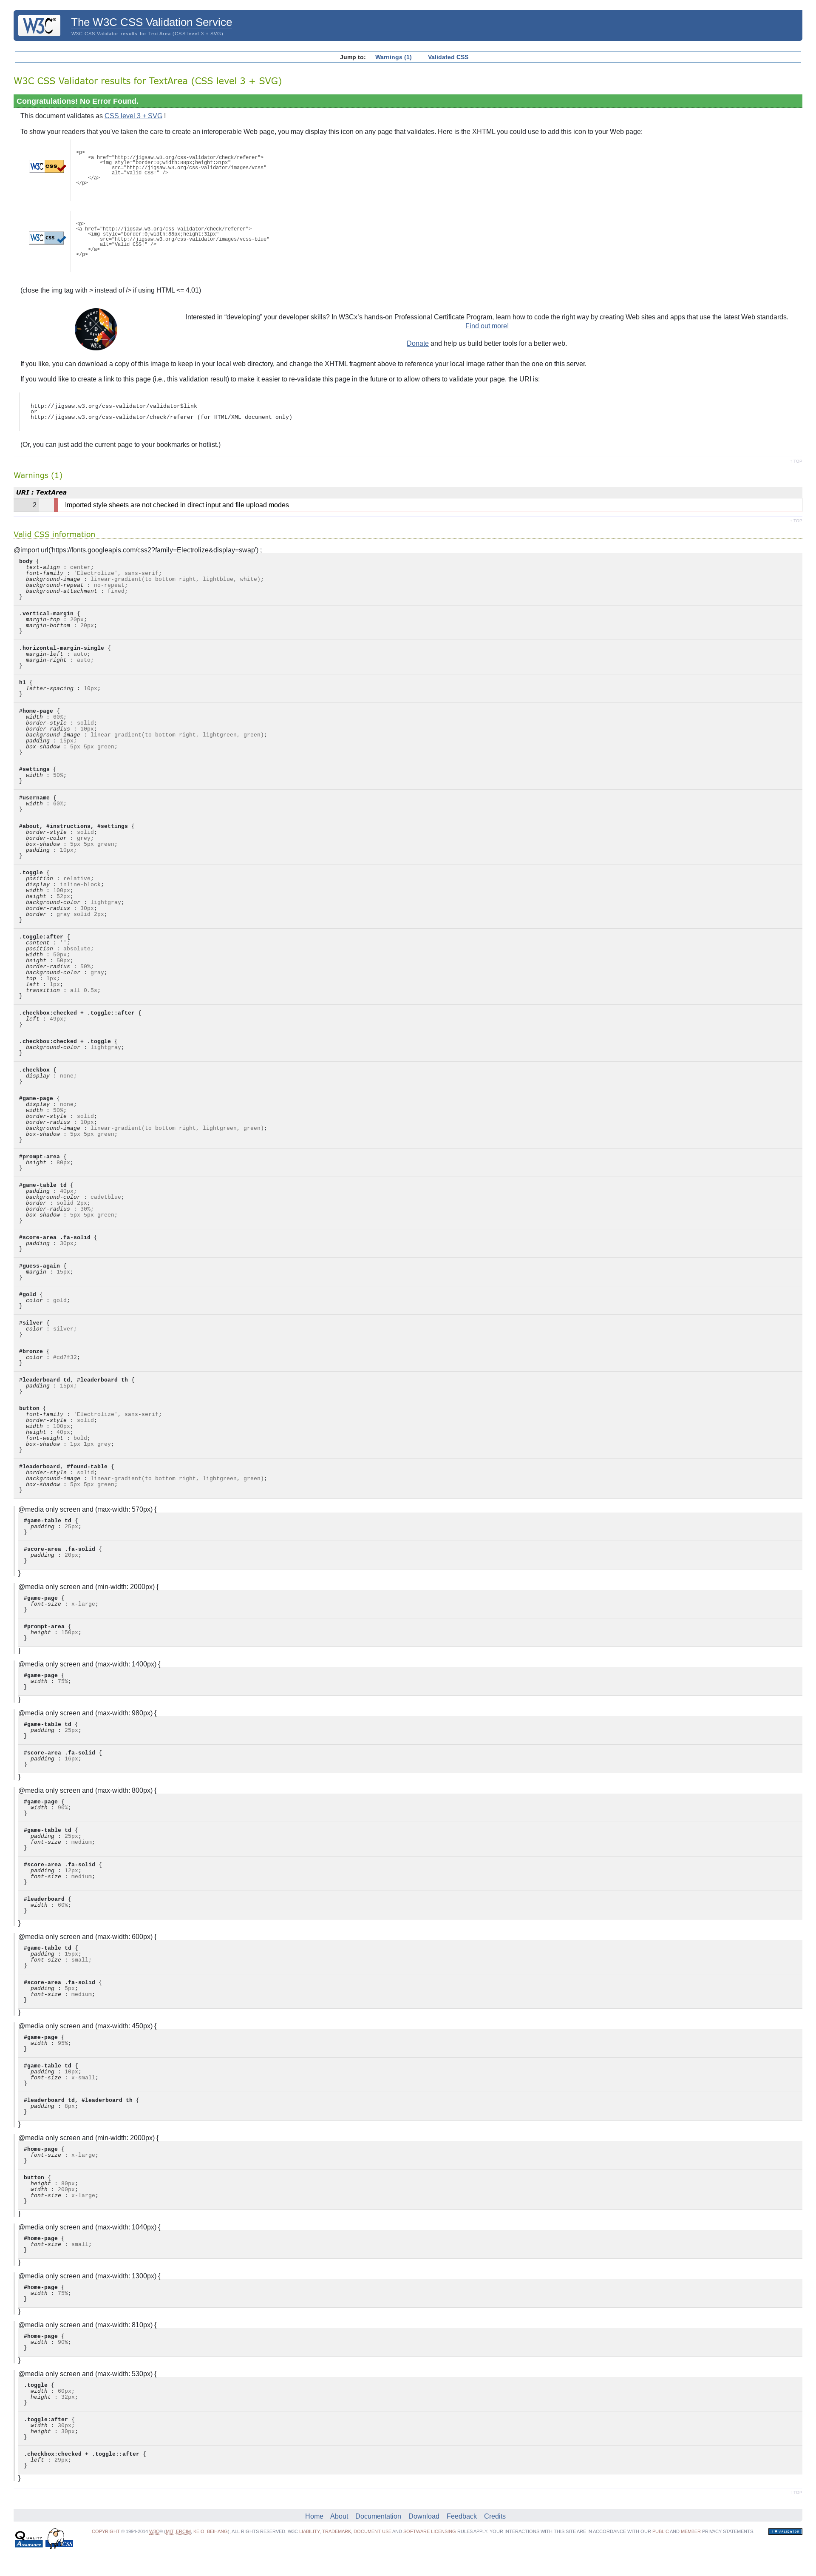 W3C®
The W3C CSS Validation Service
W3C CSS Validator results for TextArea (CSS level 3 + SVG)
Jump to: Warnings (1) Validated CSS
W3C CSS Validator results for TextArea (CSS level 3 + SVG)
Congratulations! No Error Found.
This document validates as CSS level 3 + SVG !
To show your readers that you've taken the care to create an interoperable Web page, you may display this icon on any page that validates. Here is the XHTML you could use to add this icon to your Web page:
W3C css
<p>
<a href="http://jigsaw.w3.org/css-validator/check/referer">
<img style="border:0;width:88px;height:31px"
src="http://jigsaw.w3.org/css-validator/images/vcss"
alt="Valid CSS!" />
</a>
</p>
W3C css
<p>
<a href="http://jigsaw.w3.org/css-validator/check/referer">
<img style="border:0;width:88px;height:31px"
src="http://jigsaw.w3.org/css-validator/images/vcss-blue"
alt="Valid CSS!" />
</a>
</p>
(close the img tag with > instead of /> if using HTML <= 4.01)
Interested in “developing” your developer skills? In W3Cx's hands-on Professional Certificate Program, learn how to code the right way by creating Web sites and apps that use the latest Web standards.
Find out more!
Donate and help us build better tools for a better web.
If you like, you can download a copy of this image to keep in your local web directory, and change the XHTML fragment above to reference your local image rather than the one on this server.
If you would like to create a link to this page (i.e., this validation result) to make it easier to re-validate this page in the future or to allow others to validate your page, the URI is:
http://jigsaw.w3.org/css-validator/validator$link
or
http://jigsaw.w3.org/css-validator/check/referer (for HTML/XML document only)
(Or, you can just add the current page to your bookmarks or hotlist.)
↑ TOP
Warnings (1)
URI : TextArea
2 Imported style sheets are not checked in direct input and file upload modes
↑ TOP
Valid CSS information
@import url('https://fonts.googleapis.com/css2?family=Electrolize&display=swap') ;
body {
text-align : center;
font-family : 'Electrolize', sans-serif;
background-image : linear-gradient(to bottom right, lightblue, white);
background-repeat : no-repeat;
background-attachment : fixed;
}
.vertical-margin {
margin-top : 20px;
margin-bottom : 20px;
}
.horizontal-margin-single {
margin-left : auto;
margin-right : auto;
}
h1 {
letter-spacing : 10px;
}
#home-page {
width : 60%;
border-style : solid;
border-radius : 10px;
background-image : linear-gradient(to bottom right, lightgreen, green);
padding : 15px;
box-shadow : 5px 5px green;
}
#settings {
width : 50%;
}
#username {
width : 60%;
}
#about, #instructions, #settings {
border-style : solid;
border-color : grey;
box-shadow : 5px 5px green;
padding : 10px;
}
.toggle {
position : relative;
display : inline-block;
width : 100px;
height : 52px;
background-color : lightgray;
border-radius : 30px;
border : gray solid 2px;
}
.toggle:after {
content : '';
position : absolute;
width : 50px;
height : 50px;
border-radius : 50%;
background-color : gray;
top : 1px;
left : 1px;
transition : all 0.5s;
}
.checkbox:checked + .toggle::after {
left : 49px;
}
.checkbox:checked + .toggle {
background-color : lightgray;
}
.checkbox {
display : none;
}
#game-page {
display : none;
width : 50%;
border-style : solid;
border-radius : 10px;
background-image : linear-gradient(to bottom right, lightgreen, green);
box-shadow : 5px 5px green;
}
#prompt-area {
height : 80px;
}
#game-table td {
padding : 40px;
background-color : cadetblue;
border : solid 2px;
border-radius : 30%;
box-shadow : 5px 5px green;
}
#score-area .fa-solid {
padding : 30px;
}
#guess-again {
margin : 15px;
}
#gold {
color : gold;
}
#silver {
color : silver;
}
#bronze {
color : #cd7f32;
}
#leaderboard td, #leaderboard th {
padding : 15px;
}
button {
font-family : 'Electrolize', sans-serif;
border-style : solid;
width : 100px;
height : 40px;
font-weight : bold;
box-shadow : 1px 1px grey;
}
#leaderboard, #found-table {
border-style : solid;
background-image : linear-gradient(to bottom right, lightgreen, green);
box-shadow : 5px 5px green;
}
@media only screen and (max-width: 570px) {
#game-table td {
padding : 25px;
}
#score-area .fa-solid {
padding : 20px;
}
}
@media only screen and (min-width: 2000px) {
#game-page {
font-size : x-large;
}
#prompt-area {
height : 150px;
}
}
@media only screen and (max-width: 1400px) {
#game-page {
width : 75%;
}
}
@media only screen and (max-width: 980px) {
#game-table td {
padding : 25px;
}
#score-area .fa-solid {
padding : 16px;
}
}
@media only screen and (max-width: 800px) {
#game-page {
width : 90%;
}
#game-table td {
padding : 25px;
font-size : medium;
}
#score-area .fa-solid {
padding : 12px;
font-size : medium;
}
#leaderboard {
width : 60%;
}
}
@media only screen and (max-width: 600px) {
#game-table td {
padding : 15px;
font-size : small;
}
#score-area .fa-solid {
padding : 5px;
font-size : medium;
}
}
@media only screen and (max-width: 450px) {
#game-page {
width : 95%;
}
#game-table td {
padding : 10px;
font-size : x-small;
}
#leaderboard td, #leaderboard th {
padding : 8px;
}
}
@media only screen and (min-width: 2000px) {
#home-page {
font-size : x-large;
}
button {
height : 80px;
width : 200px;
font-size : x-large;
}
}
@media only screen and (max-width: 1040px) {
#home-page {
font-size : small;
}
}
@media only screen and (max-width: 1300px) {
#home-page {
width : 75%;
}
}
@media only screen and (max-width: 810px) {
#home-page {
width : 80%;
}
}
@media only screen and (max-width: 530px) {
.toggle {
width : 60px;
height : 32px;
}
.toggle:after {
width : 30px;
height : 30px;
}
.checkbox:checked + .toggle::after {
left : 29px;
}
}
↑ TOP
Home About Documentation Download Feedback Credits
QUALITY Assurance CSS
COPYRIGHT © 1994-2024 W3C® (MIT, ERCIM, KEIO, BEIHANG), ALL RIGHTS RESERVED. W3C LIABILITY, TRADEMARK, DOCUMENT USE AND SOFTWARE LICENSING RULES APPLY. YOUR INTERACTIONS WITH THIS SITE ARE IN ACCORDANCE WITH OUR PUBLIC AND MEMBER PRIVACY STATEMENTS.